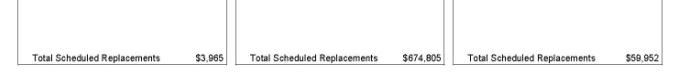 Total Scheduled Replacements $3,965
Total Scheduled Replacements $674,805
Total Scheduled Replacements $59,952